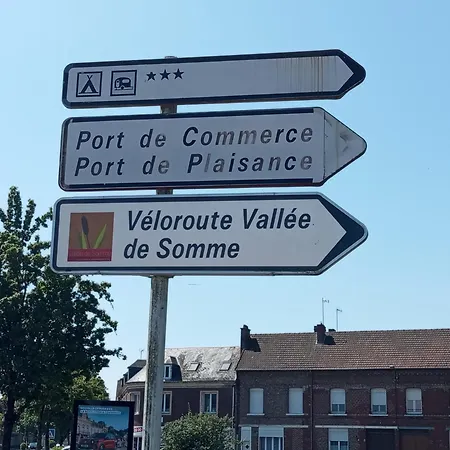 Port de Commerce
Port de Plaisance
Véloroute Vallée
de Somme